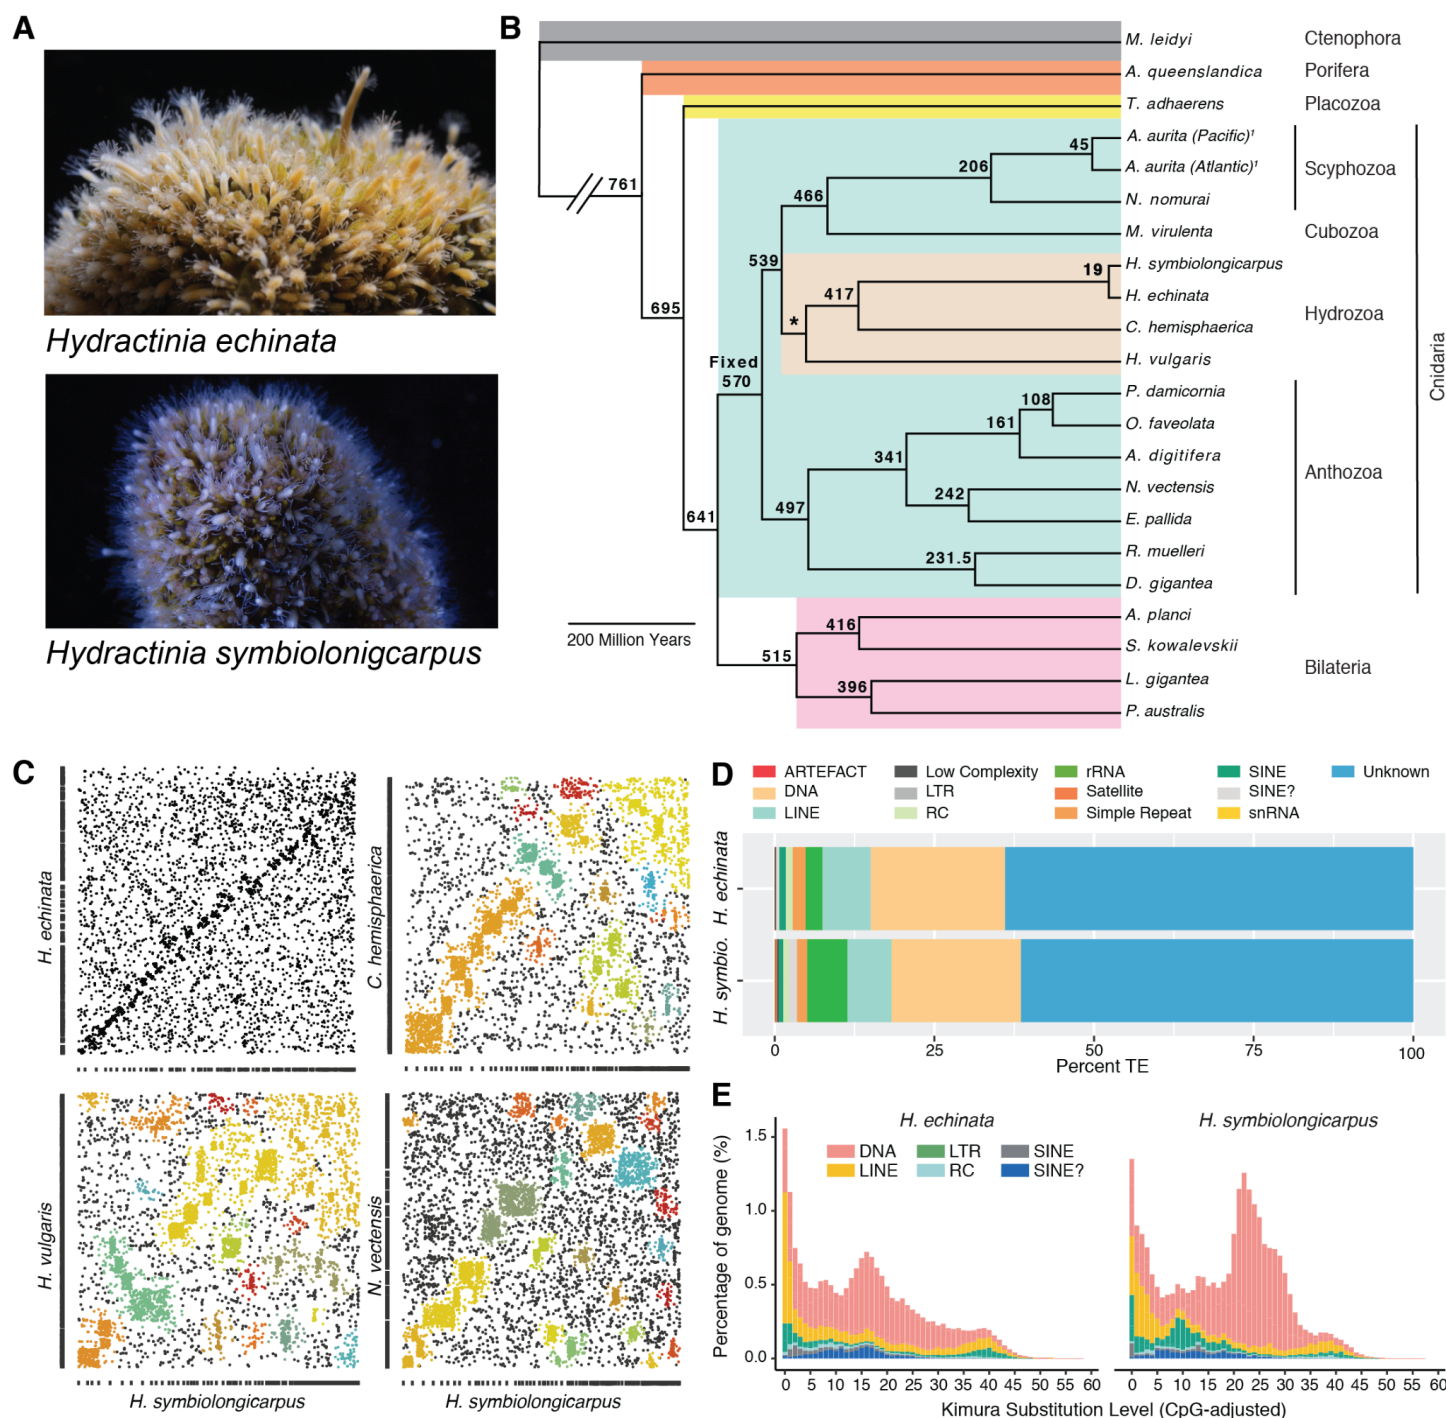 A
Hydractinia echinata
Hydractinia symbiolonigcarpus
B
M. leidyi
Ctenophora
A. queenslandica
Porifera
T. adhaerens
Placozoa
A. aurita (Pacific)¹
A. aurita (Atlantic)¹
N. nomurai
Scyphozoa
M. virulenta
Cubozoa
H. symbiolongicarpus
H. echinata
C. hemisphaerica
H. vulgaris
Hydrozoa
P. damicornia
O. faveolata
A. digitifera
N. vectensis
E. pallida
R. muelleri
D. gigantea
Anthozoa
Cnidaria
A. planci
S. kowalevskii
L. gigantea
P. australis
Bilateria
761
695
641
Fixed
570
539
466
206
45
*
417
19
497
341
161
108
242
231.5
515
416
396
200 Million Years
C
H. echinata
C. hemisphaerica
H. vulgaris
N. vectensis
H. symbiolongicarpus
H. symbiolongicarpus
D
ARTEFACT
DNA
LINE
Low Complexity
LTR
RC
rRNA
Satellite
Simple Repeat
SINE
SINE?
snRNA
Unknown
H. echinata
H. symbio.
0 25 50 75 100
Percent TE
E
H. echinata
H. symbiolongicarpus
DNA
LINE
LTR
RC
SINE
SINE?
Percentage of genome (%)
1.5
1.0
0.5
0.0
0 5 10 15 20 25 30 35 40 45 50 55 60
0 5 10 15 20 25 30 35 40 45 50 55 60
Kimura Substitution Level (CpG-adjusted)